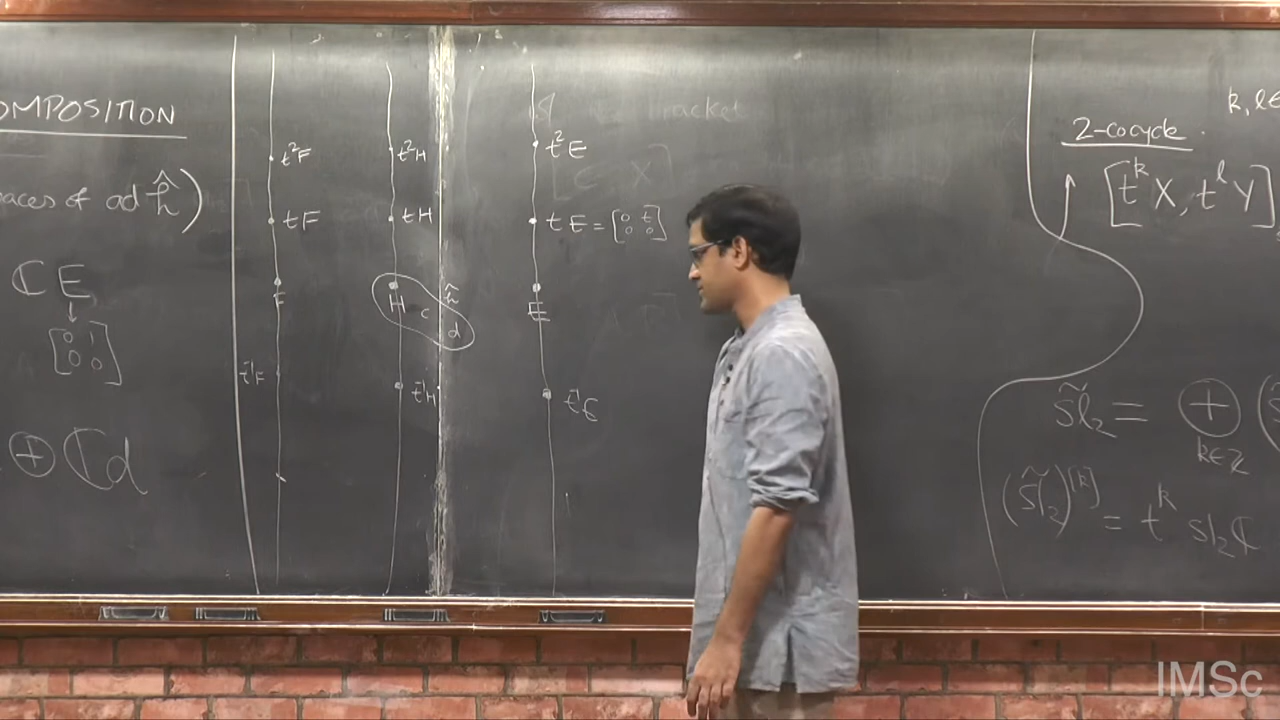 OMPOSITION
aces of ad ĥ)
ℂE
↓
[0 1
0 0]
⊕ ℂd
t²F
tF
F
t⁻¹F
t²H
tH
H c d
ĥ
t⁻¹H
Bracket
t²E
tE = [0 t
0 0]
E
t⁻¹E
k, l ∈
2-cocycle.
[tᵏX, tˡY]
s̃l₂ = ⊕
k∈ℤ
(s̃l₂)^[k] = tᵏ sl₂ℂ
IMSc